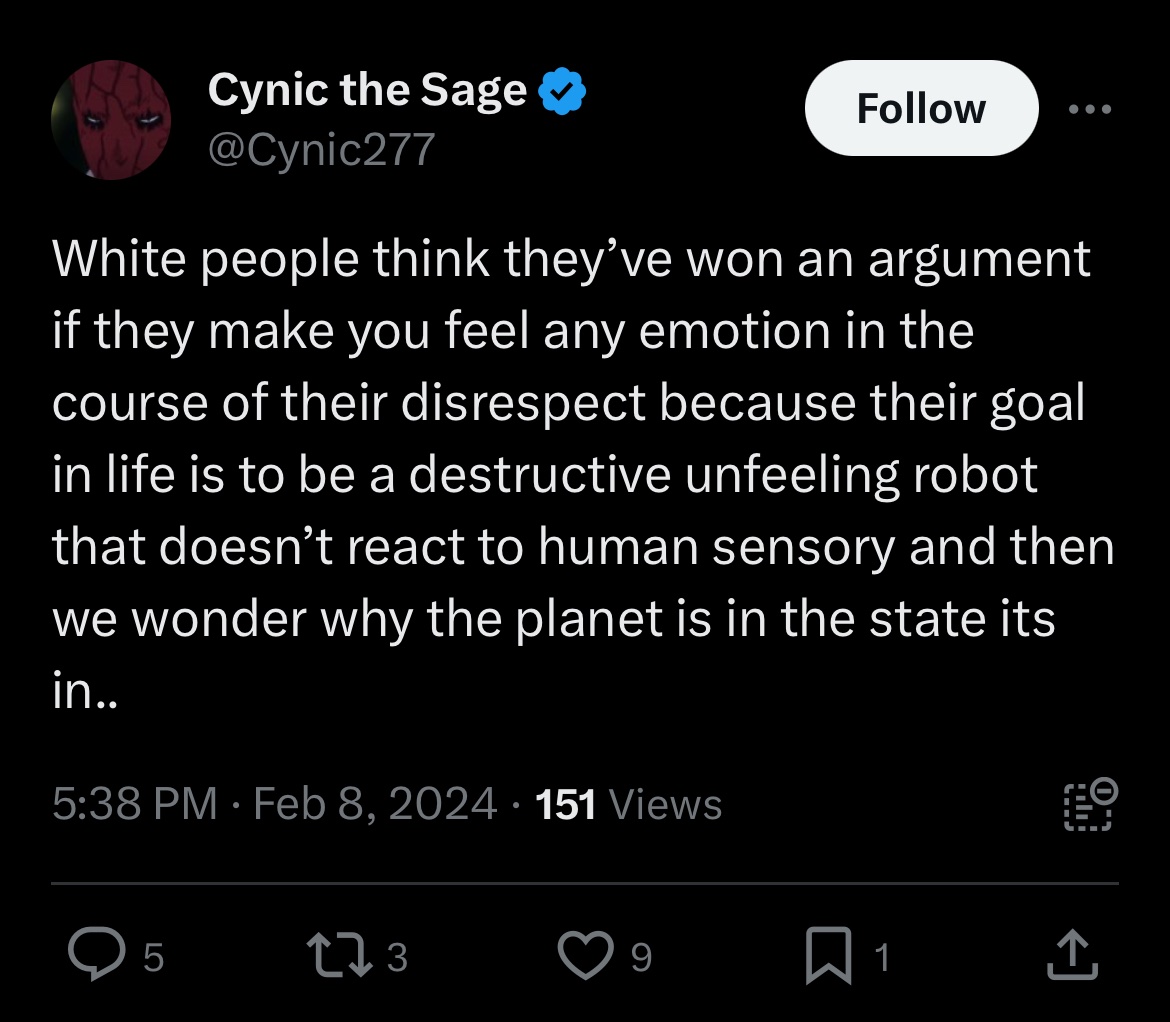 Cynic the Sage
@Cynic277
Follow
White people think they’ve won an argument
if they make you feel any emotion in the
course of their disrespect because their goal
in life is to be a destructive unfeeling robot
that doesn’t react to human sensory and then
we wonder why the planet is in the state its
in..
5:38 PM · Feb 8, 2024 · 151 Views
5 3 9 1